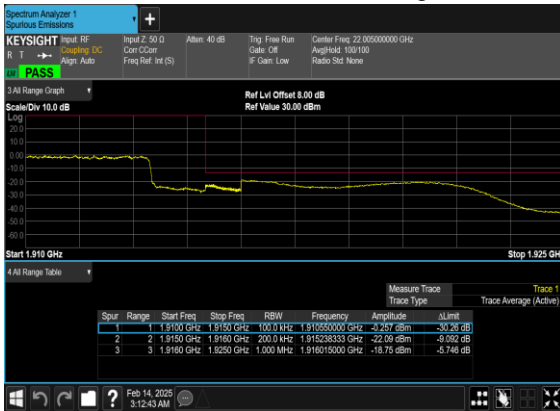 Spectrum Analyzer 1
Spurious Emissions
+
KEYSIGHT Input: RF Input Z: 50 Ω Atten: 40 dB Trig: Free Run Center Freq: 22.005000000 GHz
R T Coupling: DC Corr CCorr Gate: Off Avg|Hold: 100/100
Align: Auto Freq Ref: Int (S) IF Gain: Low Radio Std: None
PASS
3 All Range Graph
Ref Lvl Offset 8.00 dB
Scale/Div 10.0 dB Ref Value 30.00 dBm
Log
20.0
10.0
0.00
-10.0
-20.0
-30.0
-40.0
-50.0
-60.0
Start 1.910 GHz Stop 1.925 GH
4 All Range Table
Measure Trace Trace 1
Trace Type Trace Average (Active)
Spur Range Start Freq Stop Freq RBW Frequency Amplitude ΔLimit
1 1 1.9100 GHz 1.9150 GHz 100.0 kHz 1.910550000 GHz -0.257 dBm -30.26 dB
2 2 1.9150 GHz 1.9160 GHz 200.0 kHz 1.915238333 GHz -22.09 dBm -9.092 dB
3 3 1.9160 GHz 1.9250 GHz 1.000 MHz 1.916015000 GHz -18.75 dBm -5.746 dB
?
Feb 14, 2025
3:12:43 AM